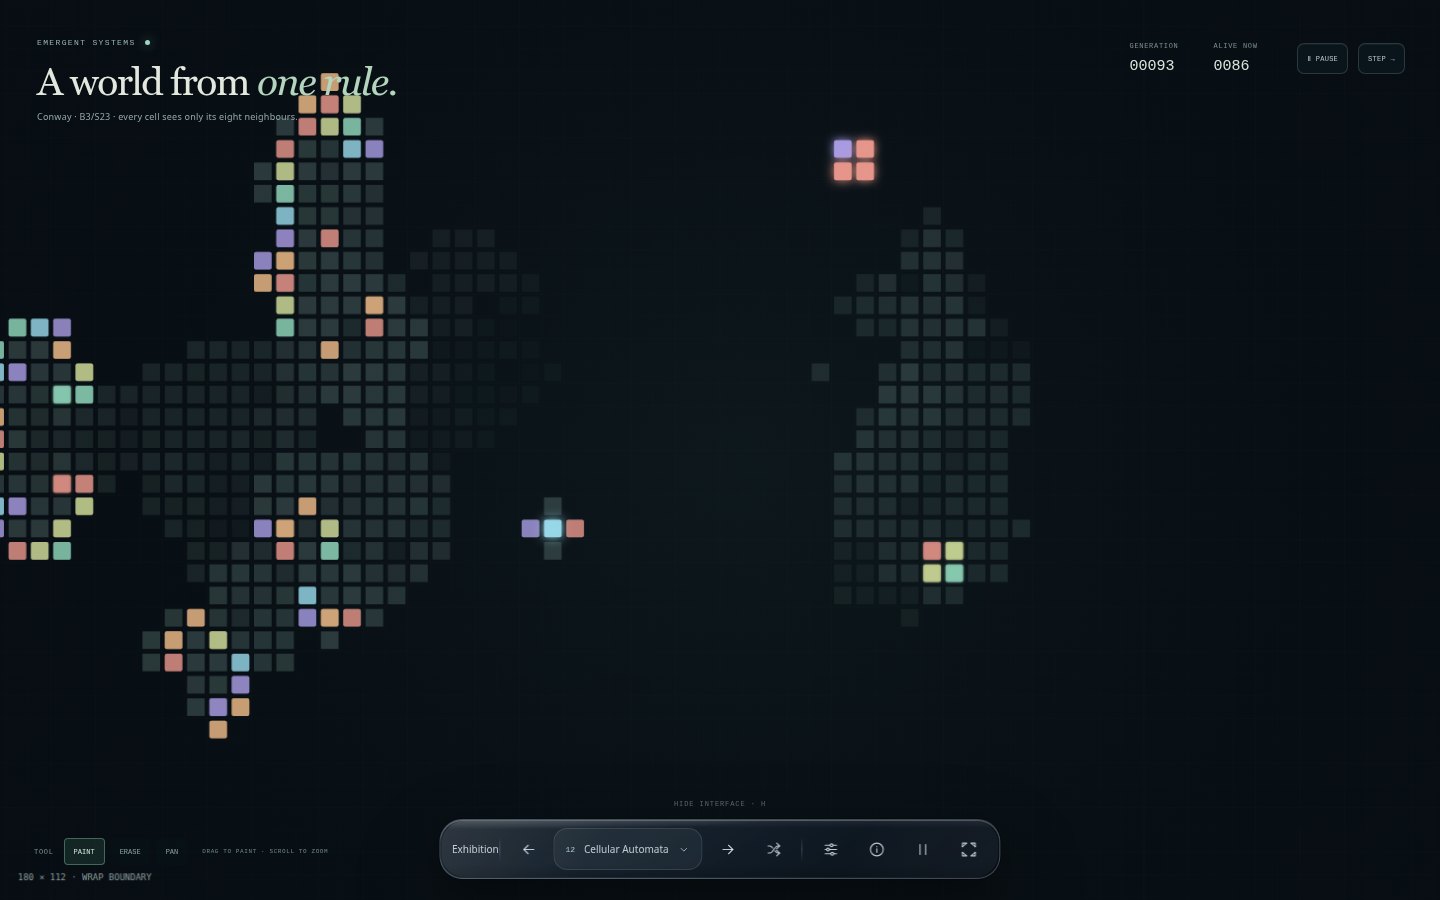 EMERGENT SYSTEMS
A world from one rule.
Conway · B3/S23 · every cell sees only its eight neighbours.
GENERATION
00093
ALIVE NOW
0086
PAUSE
STEP →
HIDE INTERFACE · H
TOOL PAINT ERASE PAN DRAG TO PAINT · SCROLL TO ZOOM
180 × 112 · WRAP BOUNDARY
Exhibition ← 12 Cellular Automata →